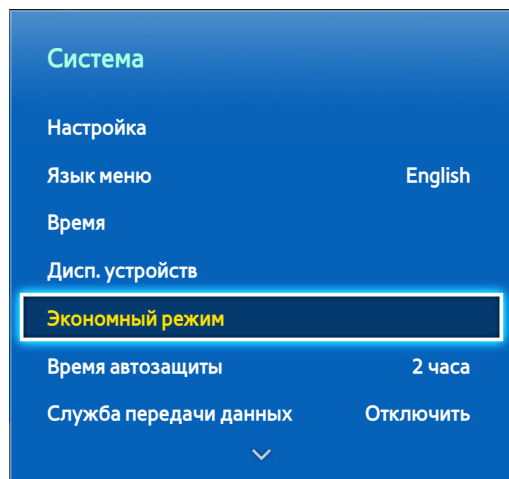 Система
Настройка
Язык меню English
Время
Дисп. устройств
Экономный режим
Время автозащиты 2 часа
Служба передачи данных Отключить